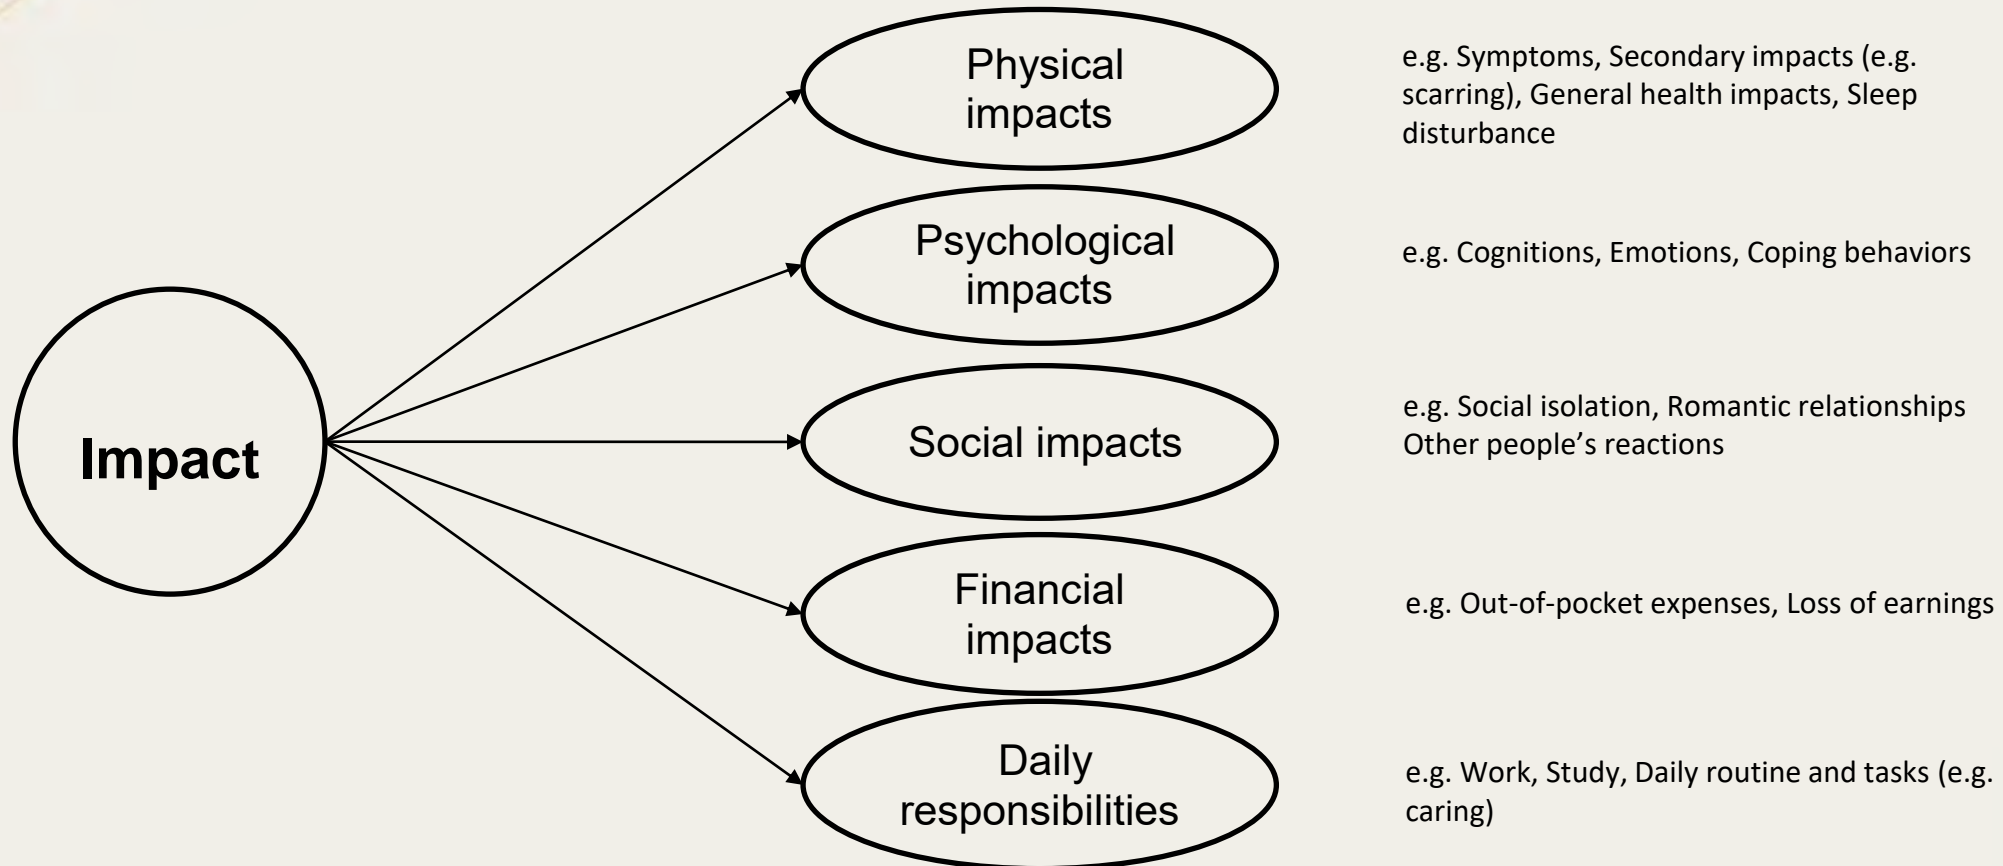 Physical
impacts
e.g. Symptoms, Secondary impacts (e.g.
scarring), General health impacts, Sleep
disturbance
Psychological
impacts
e.g. Cognitions, Emotions, Coping behaviors
Impact
Social impacts
e.g. Social isolation, Romantic relationships
Other people’s reactions
Financial
impacts
e.g. Out-of-pocket expenses, Loss of earnings
Daily
responsibilities
e.g. Work, Study, Daily routine and tasks (e.g.
caring)